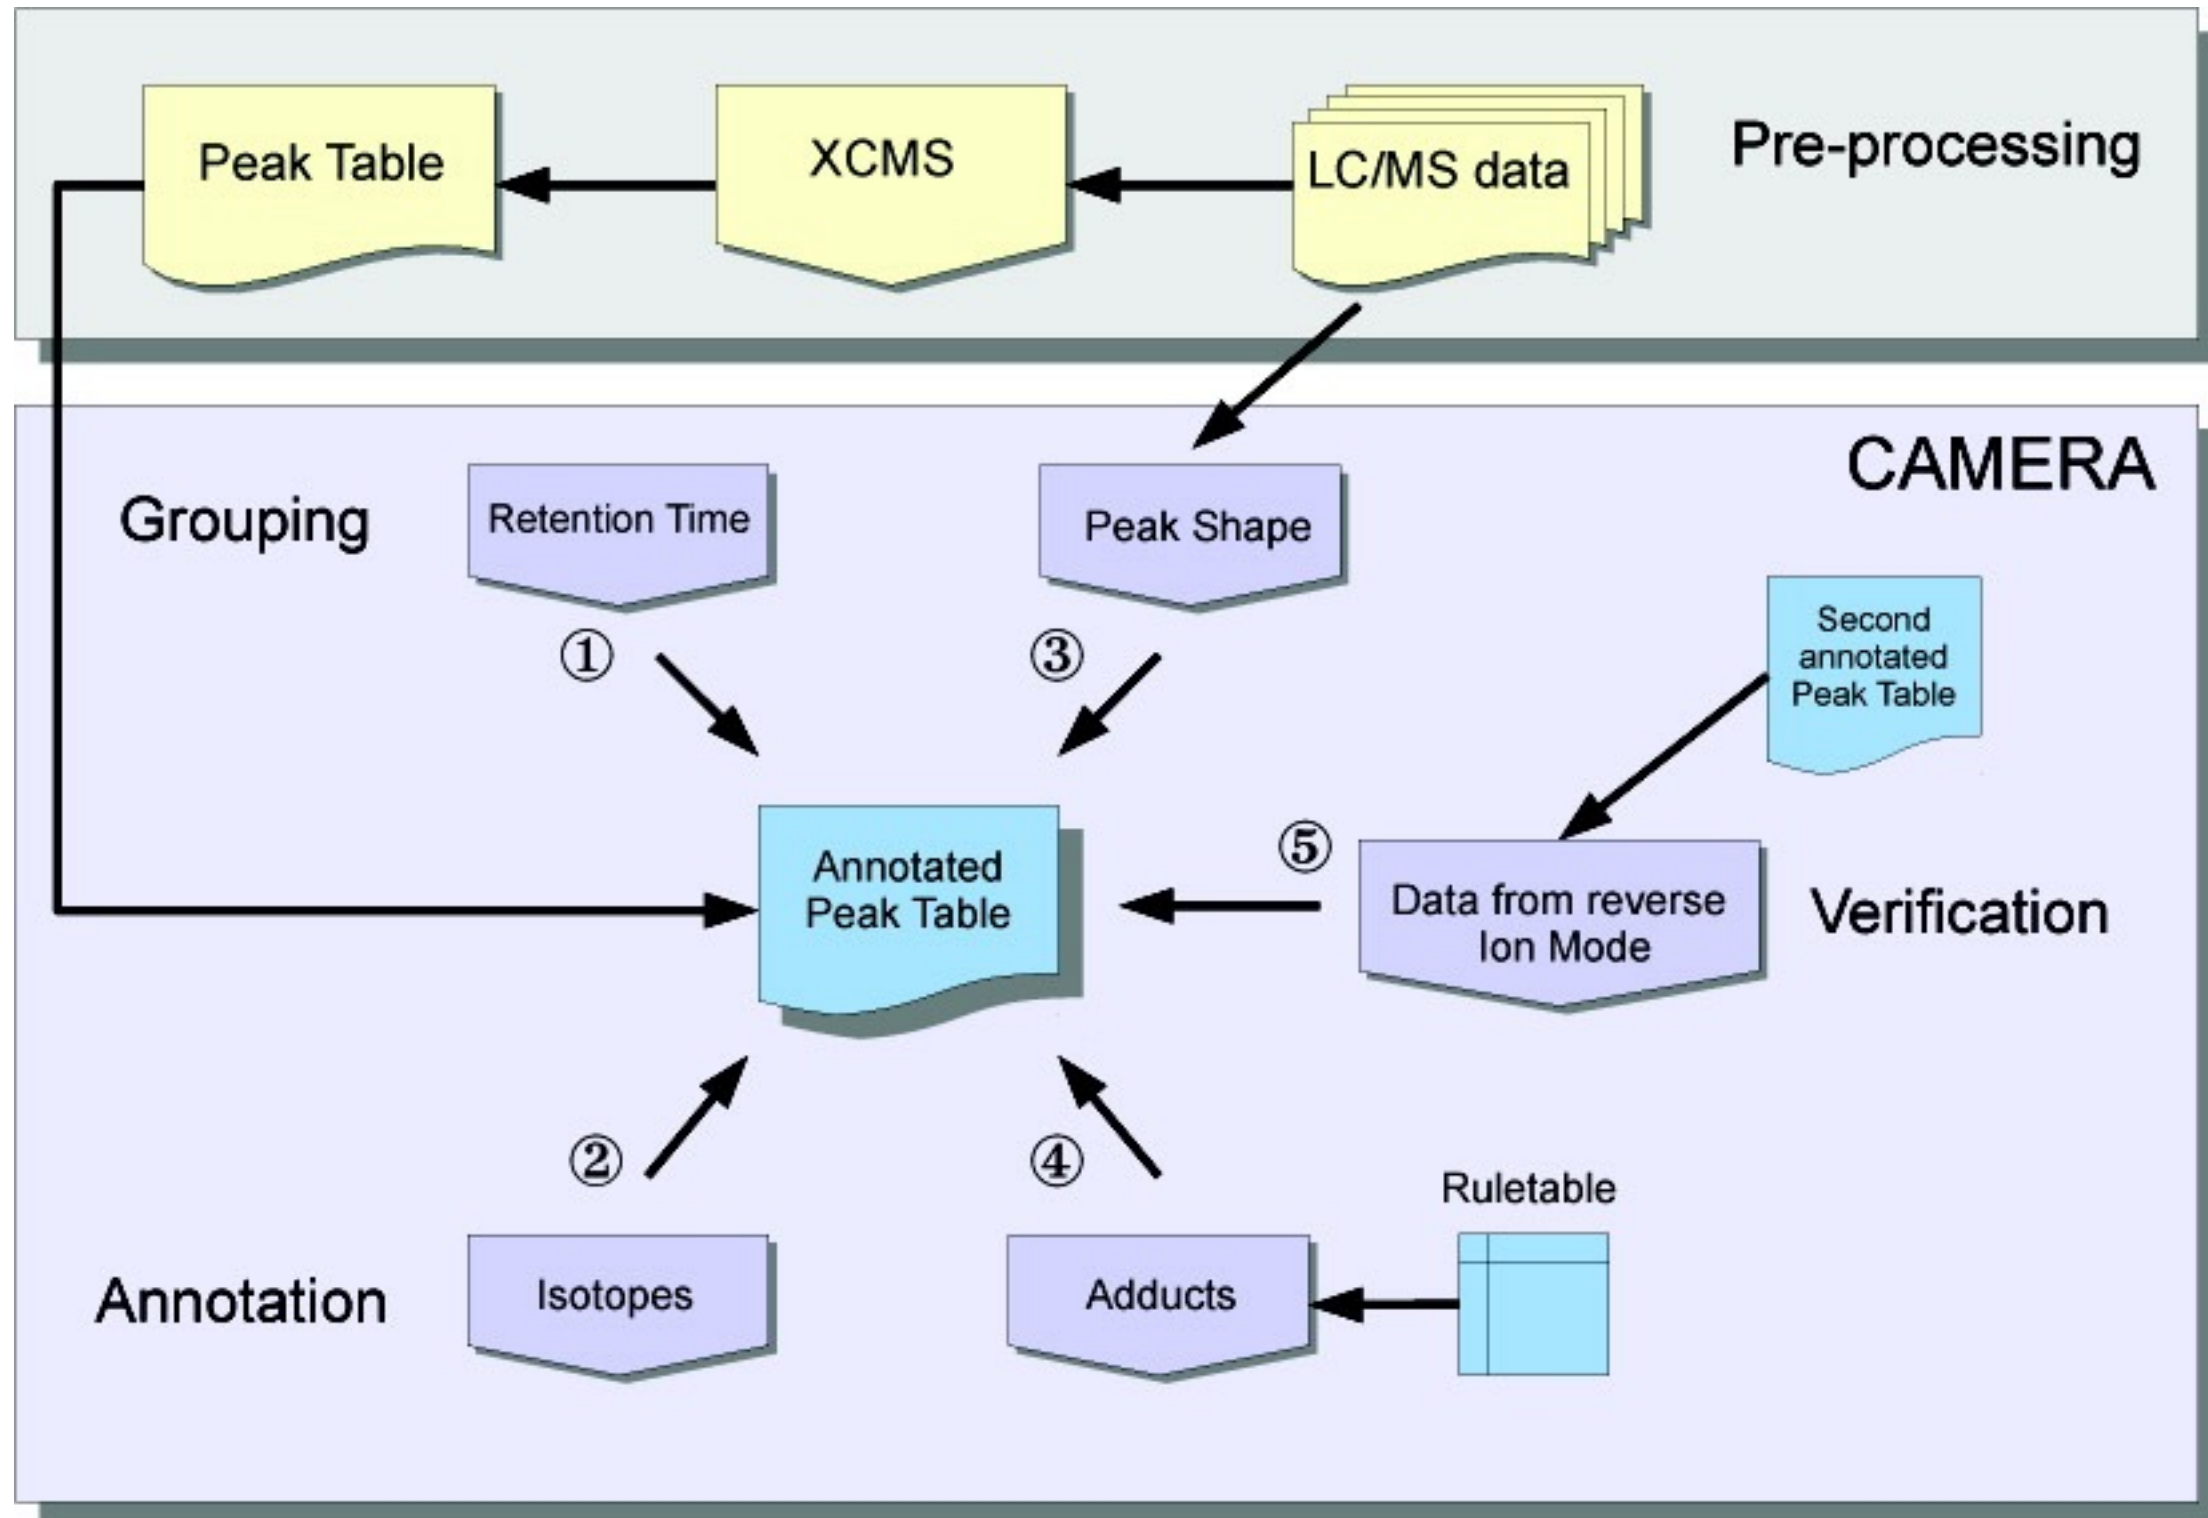 Peak Table
XCMS
LC/MS data
Pre-processing
CAMERA
Grouping
Retention Time
Peak Shape
①
③
Second
annotated
Peak Table
⑤
Annotated
Peak Table
Data from reverse
Ion Mode
Verification
②
④
Ruletable
Annotation
Isotopes
Adducts